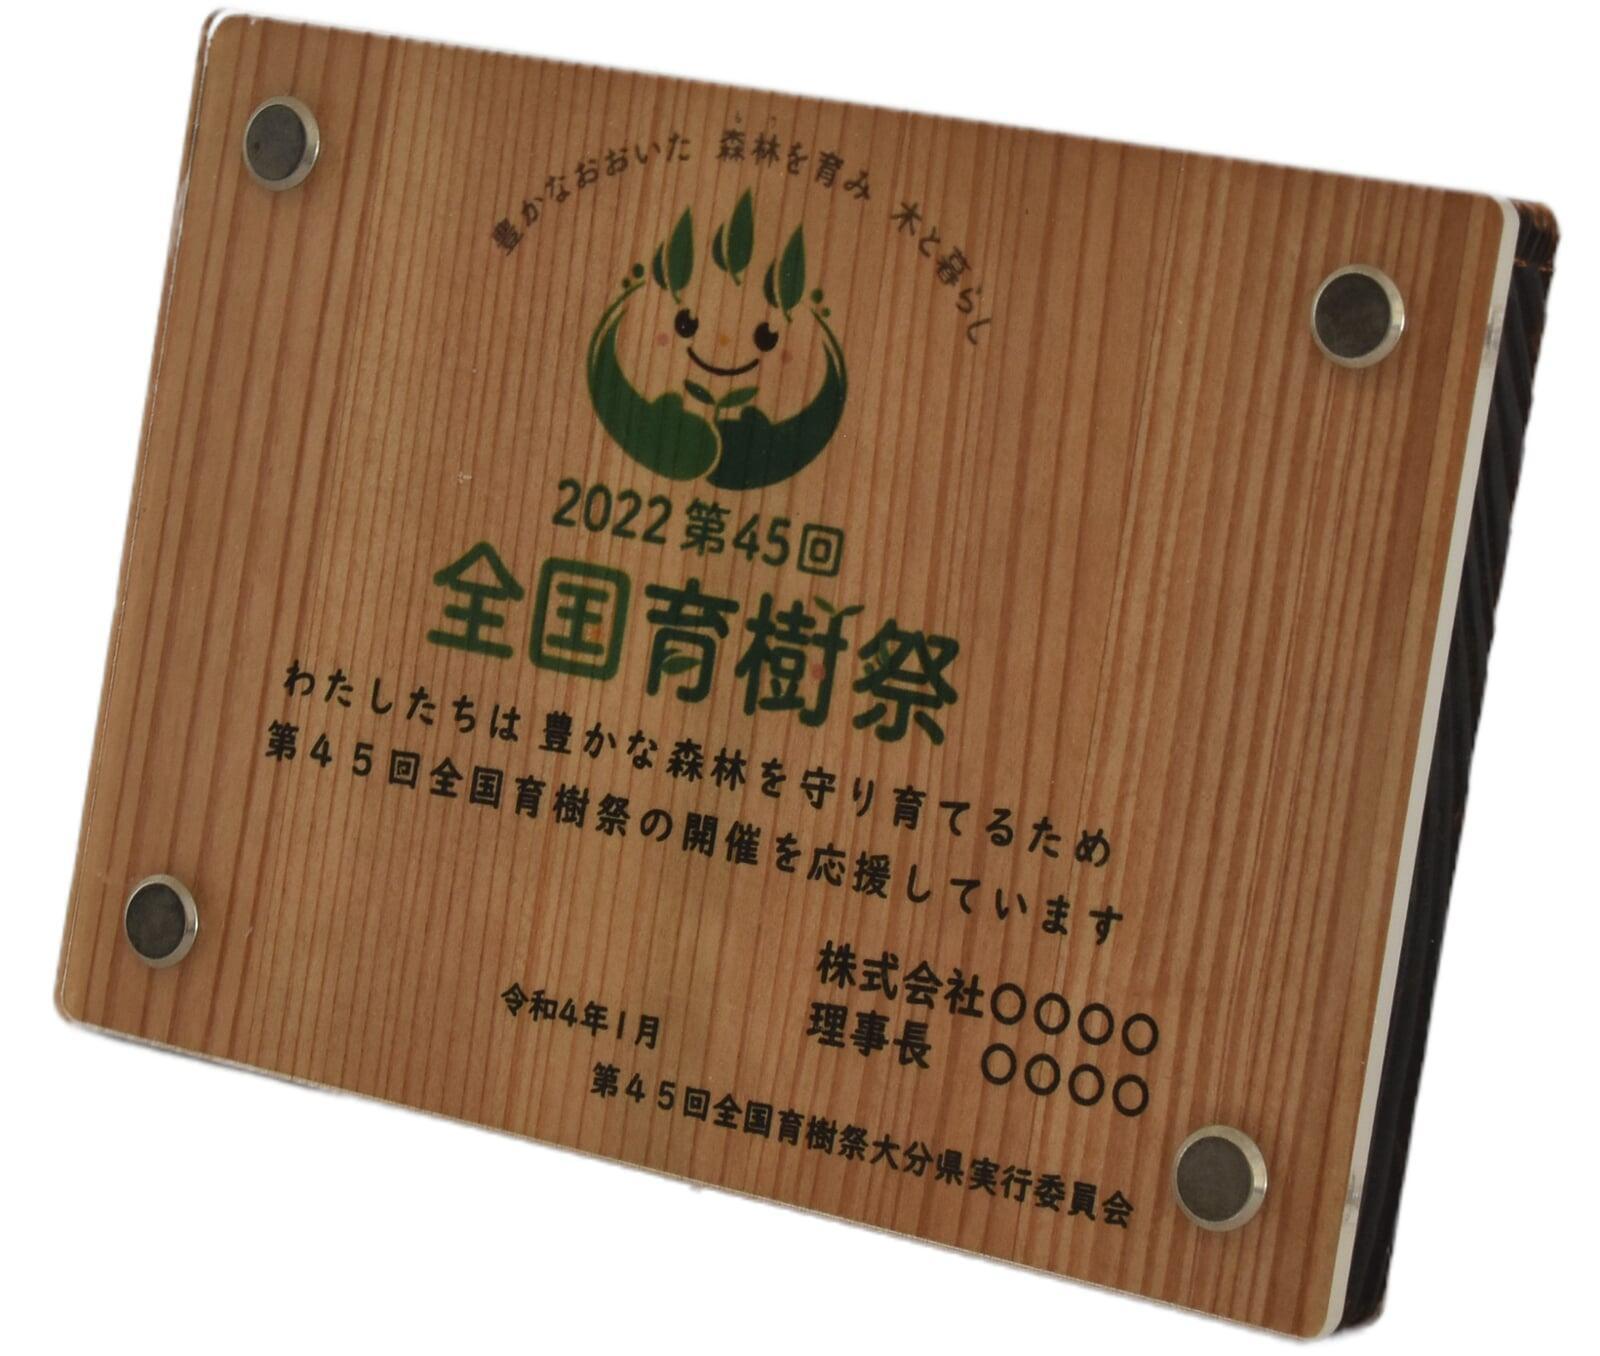 豊かなおおいた 森林を育み 木と暮らし
2022 第45回
全国育樹祭
わたしたちは 豊かな森林を守り育てるため
第45回全国育樹祭の開催を応援しています
株式会社〇〇〇〇
理事長 〇〇〇〇
令和4年1月
第45回全国育樹祭大分県実行委員会